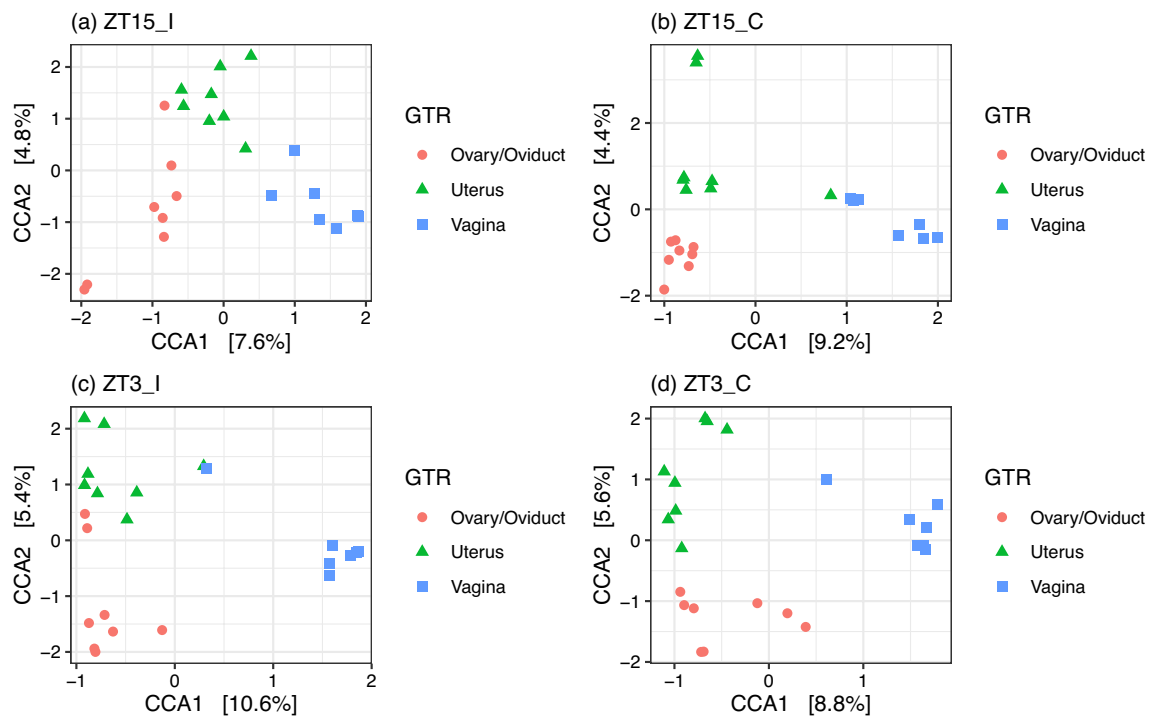 (a) ZT15_I
2
1
0
−1
−2
CCA2 [4.8%]
−2
−1
0
1
2
CCA1 [7.6%]
GTR
Ovary/Oviduct
Uterus
Vagina
(b) ZT15_C
2
0
−2
CCA2 [4.4%]
−1
0
1
2
CCA1 [9.2%]
GTR
Ovary/Oviduct
Uterus
Vagina
(c) ZT3_I
2
1
0
−1
−2
CCA2 [5.4%]
−1
0
1
2
CCA1 [10.6%]
GTR
Ovary/Oviduct
Uterus
Vagina
(d) ZT3_C
2
1
0
−1
−2
CCA2 [5.6%]
−1
0
1
CCA1 [8.8%]
GTR
Ovary/Oviduct
Uterus
Vagina